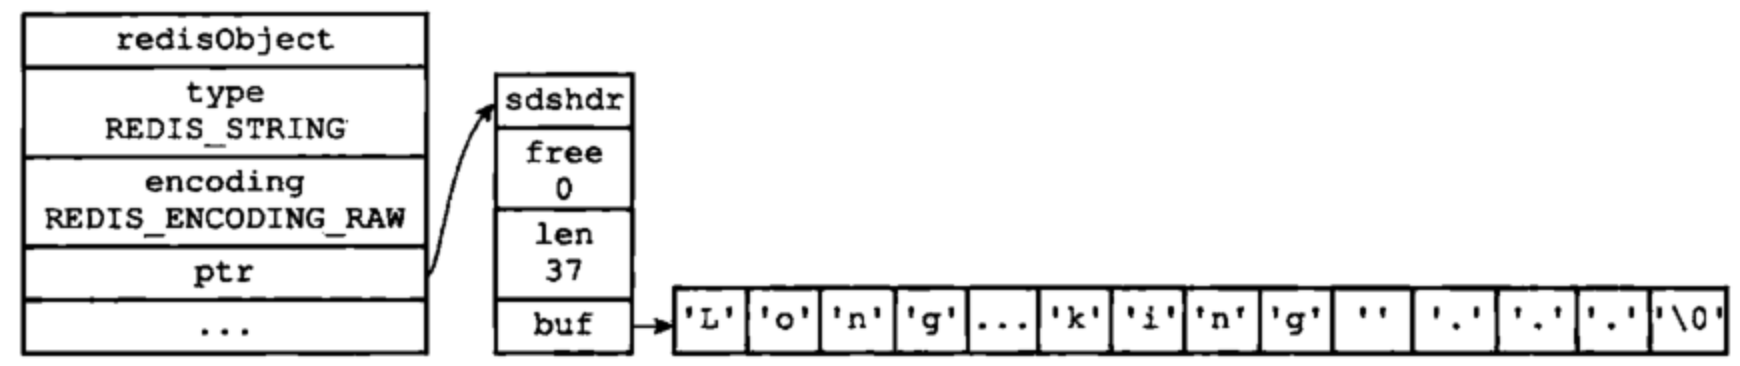 redisObject
type
REDIS_STRING
encoding
REDIS_ENCODING_RAW
ptr
...
sdshdr
free
0
len
37
buf
'L' 'o' 'n' 'g' ... 'k' 'i' 'n' 'g' '' '.' '.' '.' '\0'